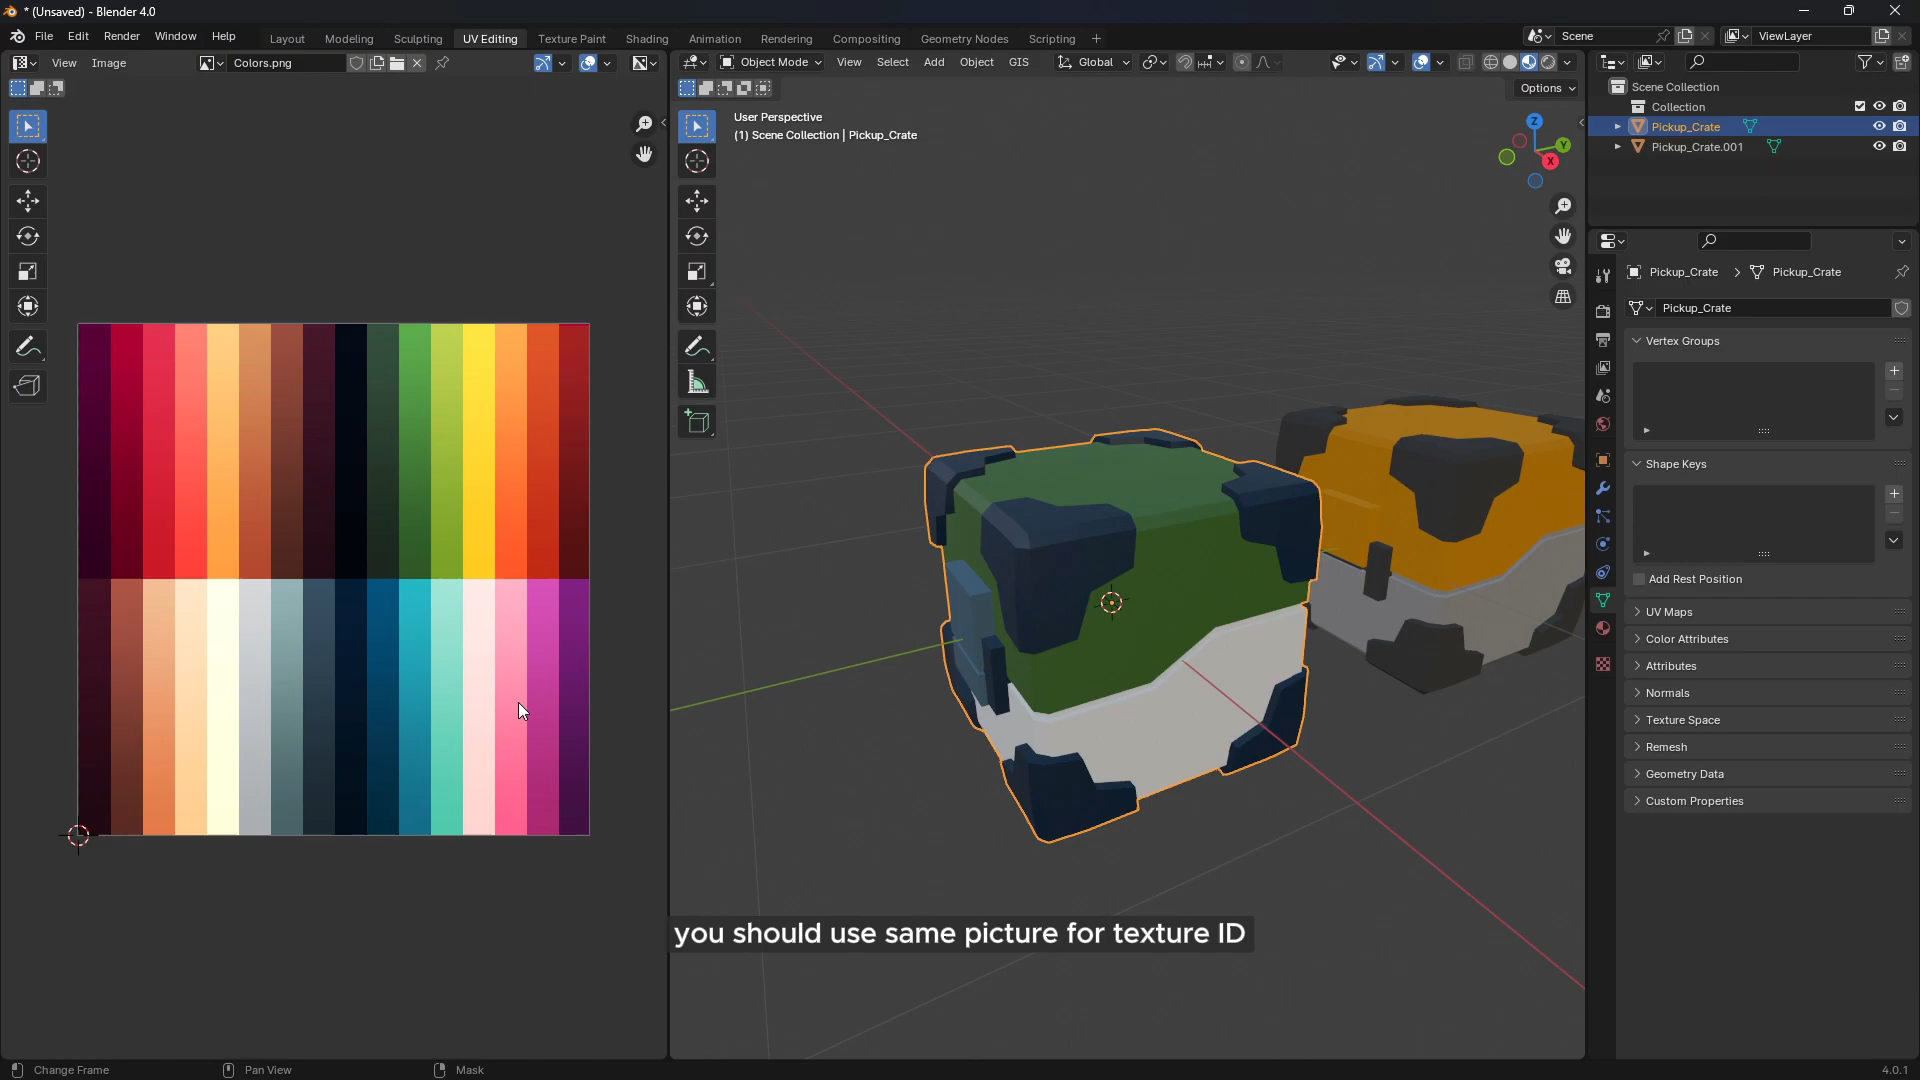 * (Unsaved) - Blender 4.0
File Edit Render Window Help
Layout Modeling Sculpting UV Editing Texture Paint Shading Animation Rendering Compositing Geometry Nodes Scripting +
Scene
ViewLayer
View Image
Colors.png
Object Mode
View Select Add Object GIS
Global
Options
User Perspective
(1) Scene Collection | Pickup_Crate
Z
Y
X
Scene Collection
Collection
Pickup_Crate
Pickup_Crate.001
Pickup_Crate > Pickup_Crate
Pickup_Crate
Vertex Groups
Shape Keys
Add Rest Position
UV Maps
Color Attributes
Attributes
Normals
Texture Space
Remesh
Geometry Data
Custom Properties
you should use same picture for texture ID
Change Frame
Pan View
Mask
4.0.1